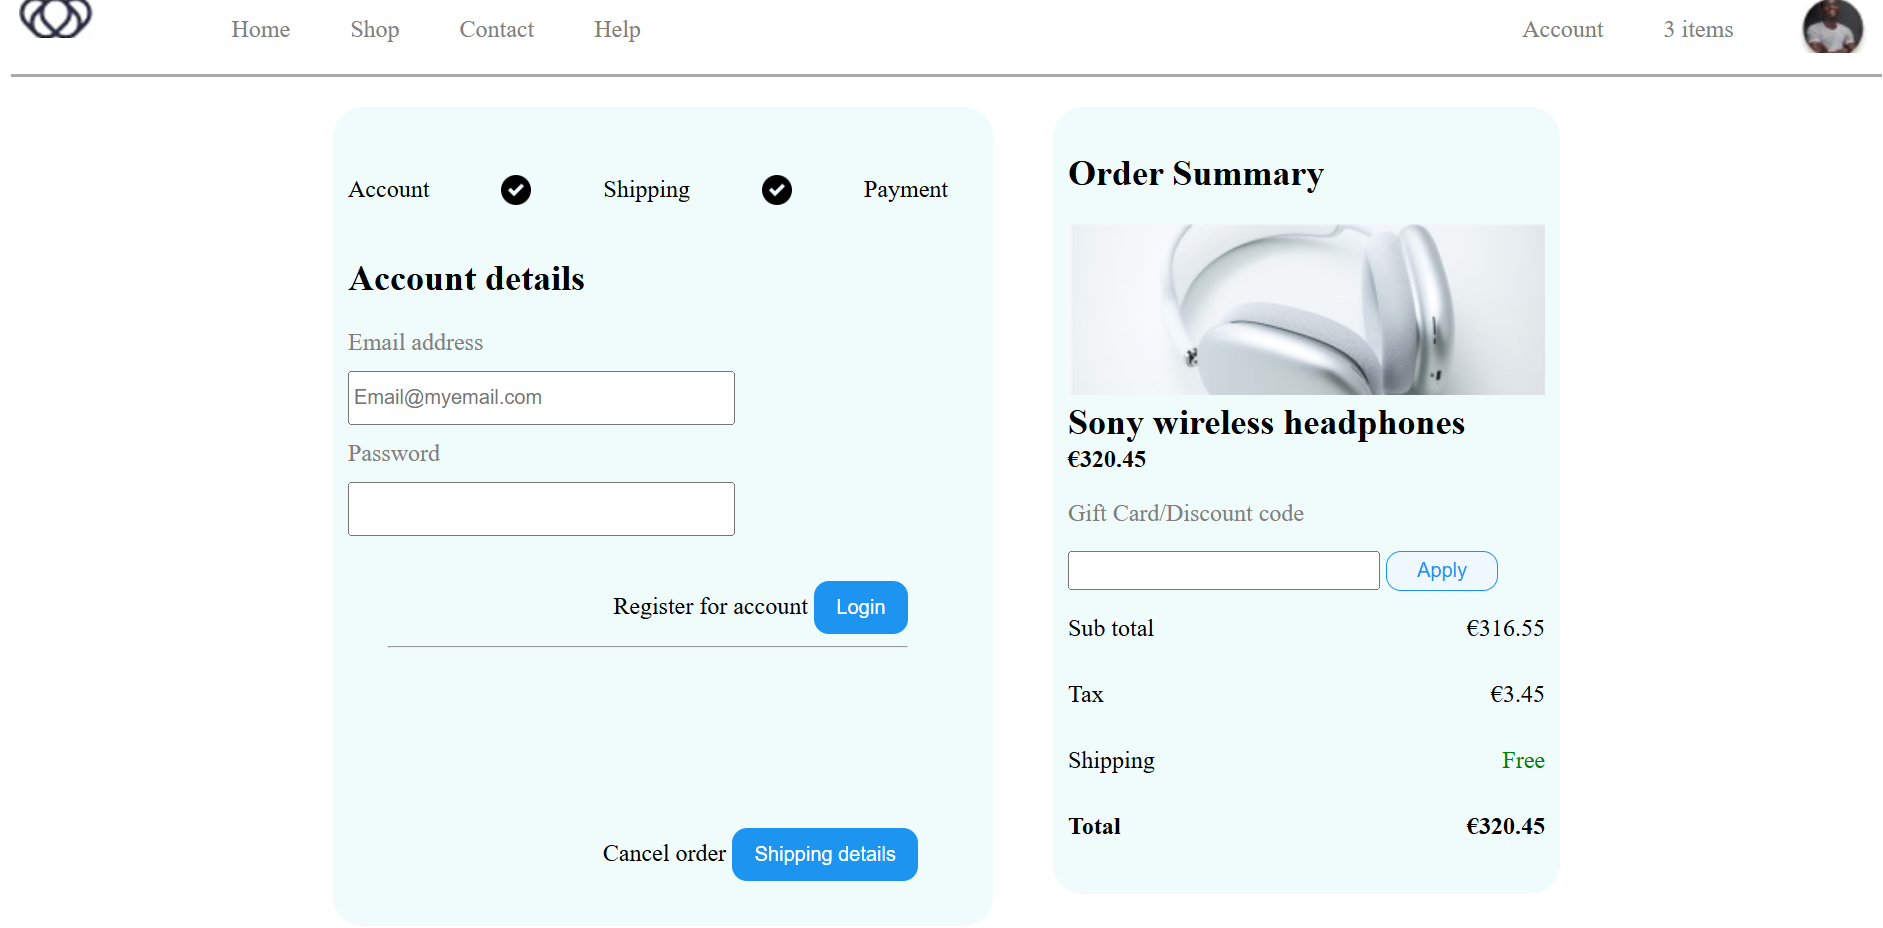 Home Shop Contact Help Account 3 items
Account Shipping Payment
Account details
Email address
Email@myemail.com
Password
Register for account Login
Cancel order Shipping details
Order Summary
Sony wireless headphones
€320.45
Gift Card/Discount code
Apply
Sub total €316.55
Tax €3.45
Shipping Free
Total €320.45